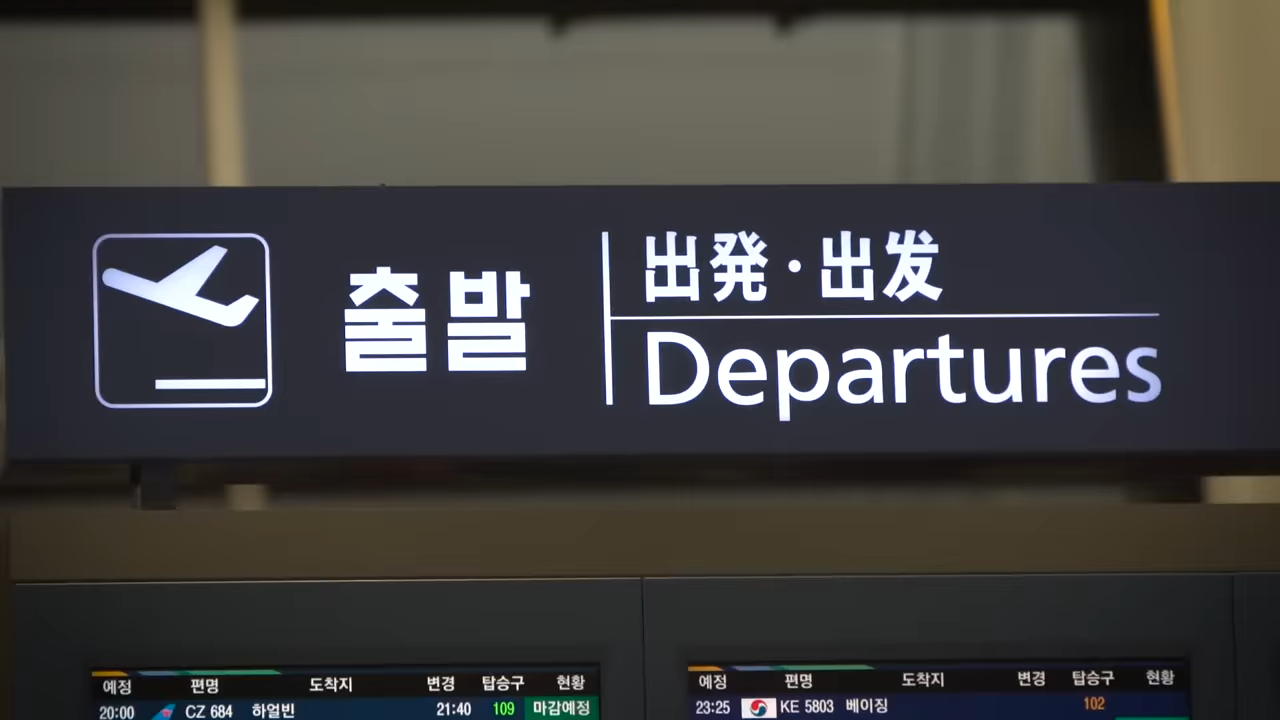 출발
出発·出发
Departures
예정 편명 도착지 변경 탑승구 현황
20:00 CZ 684 하얼빈 21:40 109 마감예정
예정 편명 도착지 변경 탑승구 현황
23:25 KE 5803 베이징 102